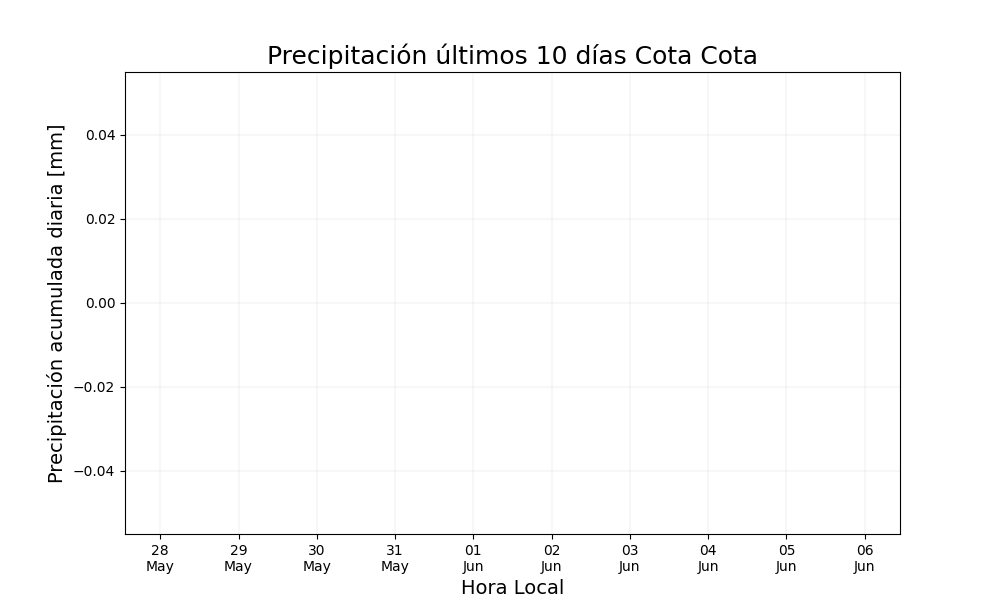 Precipitación últimos 10 días Cota Cota
Precipitación acumulada diaria [mm]
0.04
0.02
0.00
−0.02
−0.04
28 29 30 31 01 02 03 04 05 06
May May May May Jun Jun Jun Jun Jun Jun
Hora Local